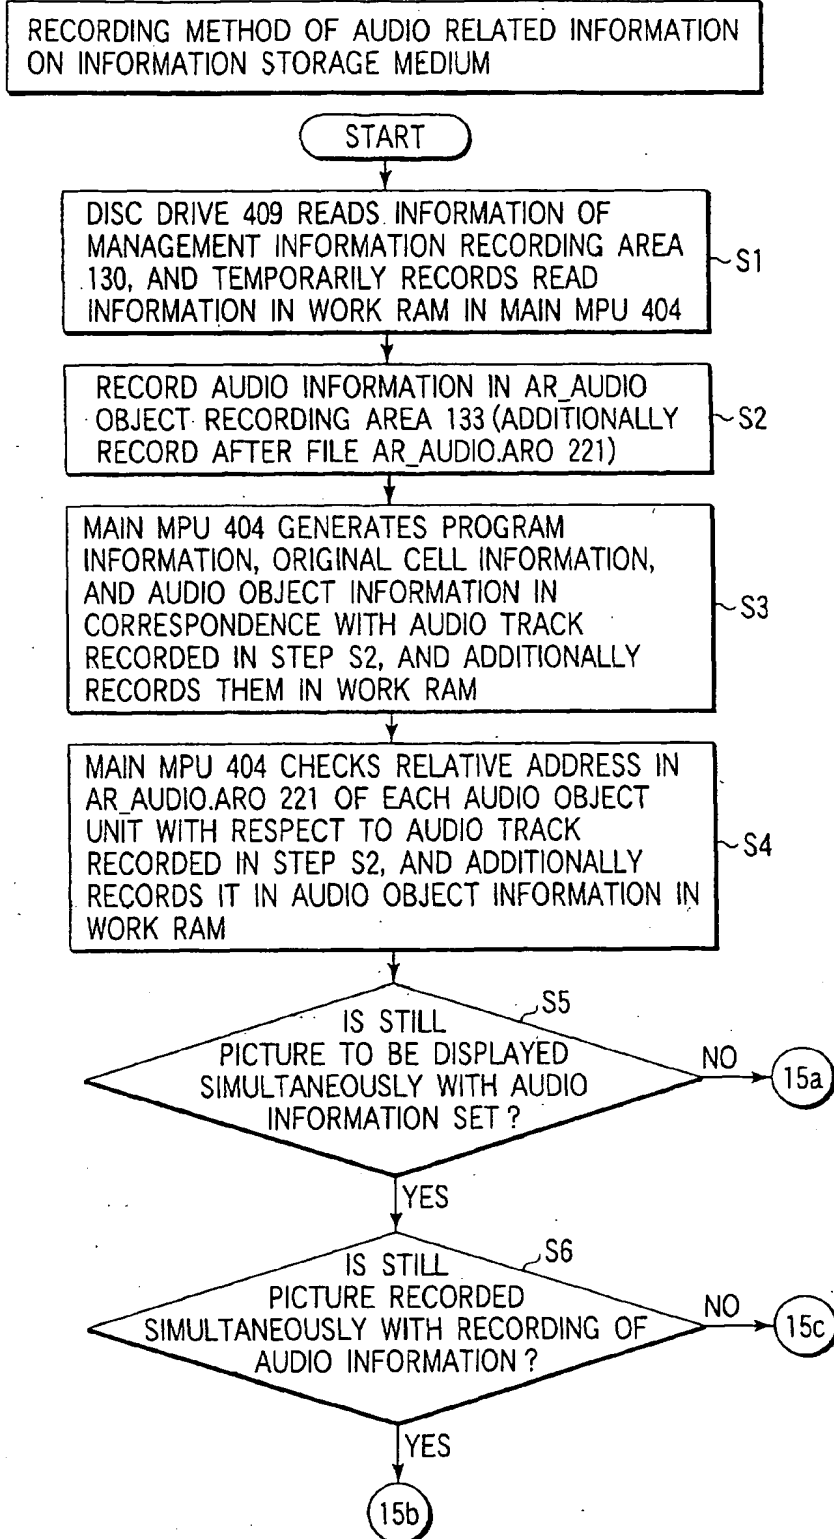 RECORDING METHOD OF AUDIO RELATED INFORMATION
ON INFORMATION STORAGE MEDIUM
START
DISC DRIVE 409 READS INFORMATION OF
MANAGEMENT INFORMATION RECORDING AREA
130, AND TEMPORARILY RECORDS READ
INFORMATION IN WORK RAM IN MAIN MPU 404
S1
RECORD AUDIO INFORMATION IN AR_AUDIO
OBJECT RECORDING AREA 133 (ADDITIONALLY
RECORD AFTER FILE AR_AUDIO.ARO 221)
S2
MAIN MPU 404 GENERATES PROGRAM
INFORMATION, ORIGINAL CELL INFORMATION,
AND AUDIO OBJECT INFORMATION IN
CORRESPONDENCE WITH AUDIO TRACK
RECORDED IN STEP S2, AND ADDITIONALLY
RECORDS THEM IN WORK RAM
S3
MAIN MPU 404 CHECKS RELATIVE ADDRESS IN
AR_AUDIO.ARO 221 OF EACH AUDIO OBJECT
UNIT WITH RESPECT TO AUDIO TRACK
RECORDED IN STEP S2, AND ADDITIONALLY
RECORDS IT IN AUDIO OBJECT INFORMATION IN
WORK RAM
S4
S5
IS STILL
PICTURE TO BE DISPLAYED
SIMULTANEOUSLY WITH AUDIO
INFORMATION SET ?
NO
15a
YES
S6
IS STILL
PICTURE RECORDED
SIMULTANEOUSLY WITH RECORDING OF
AUDIO INFORMATION ?
NO
15c
YES
15b